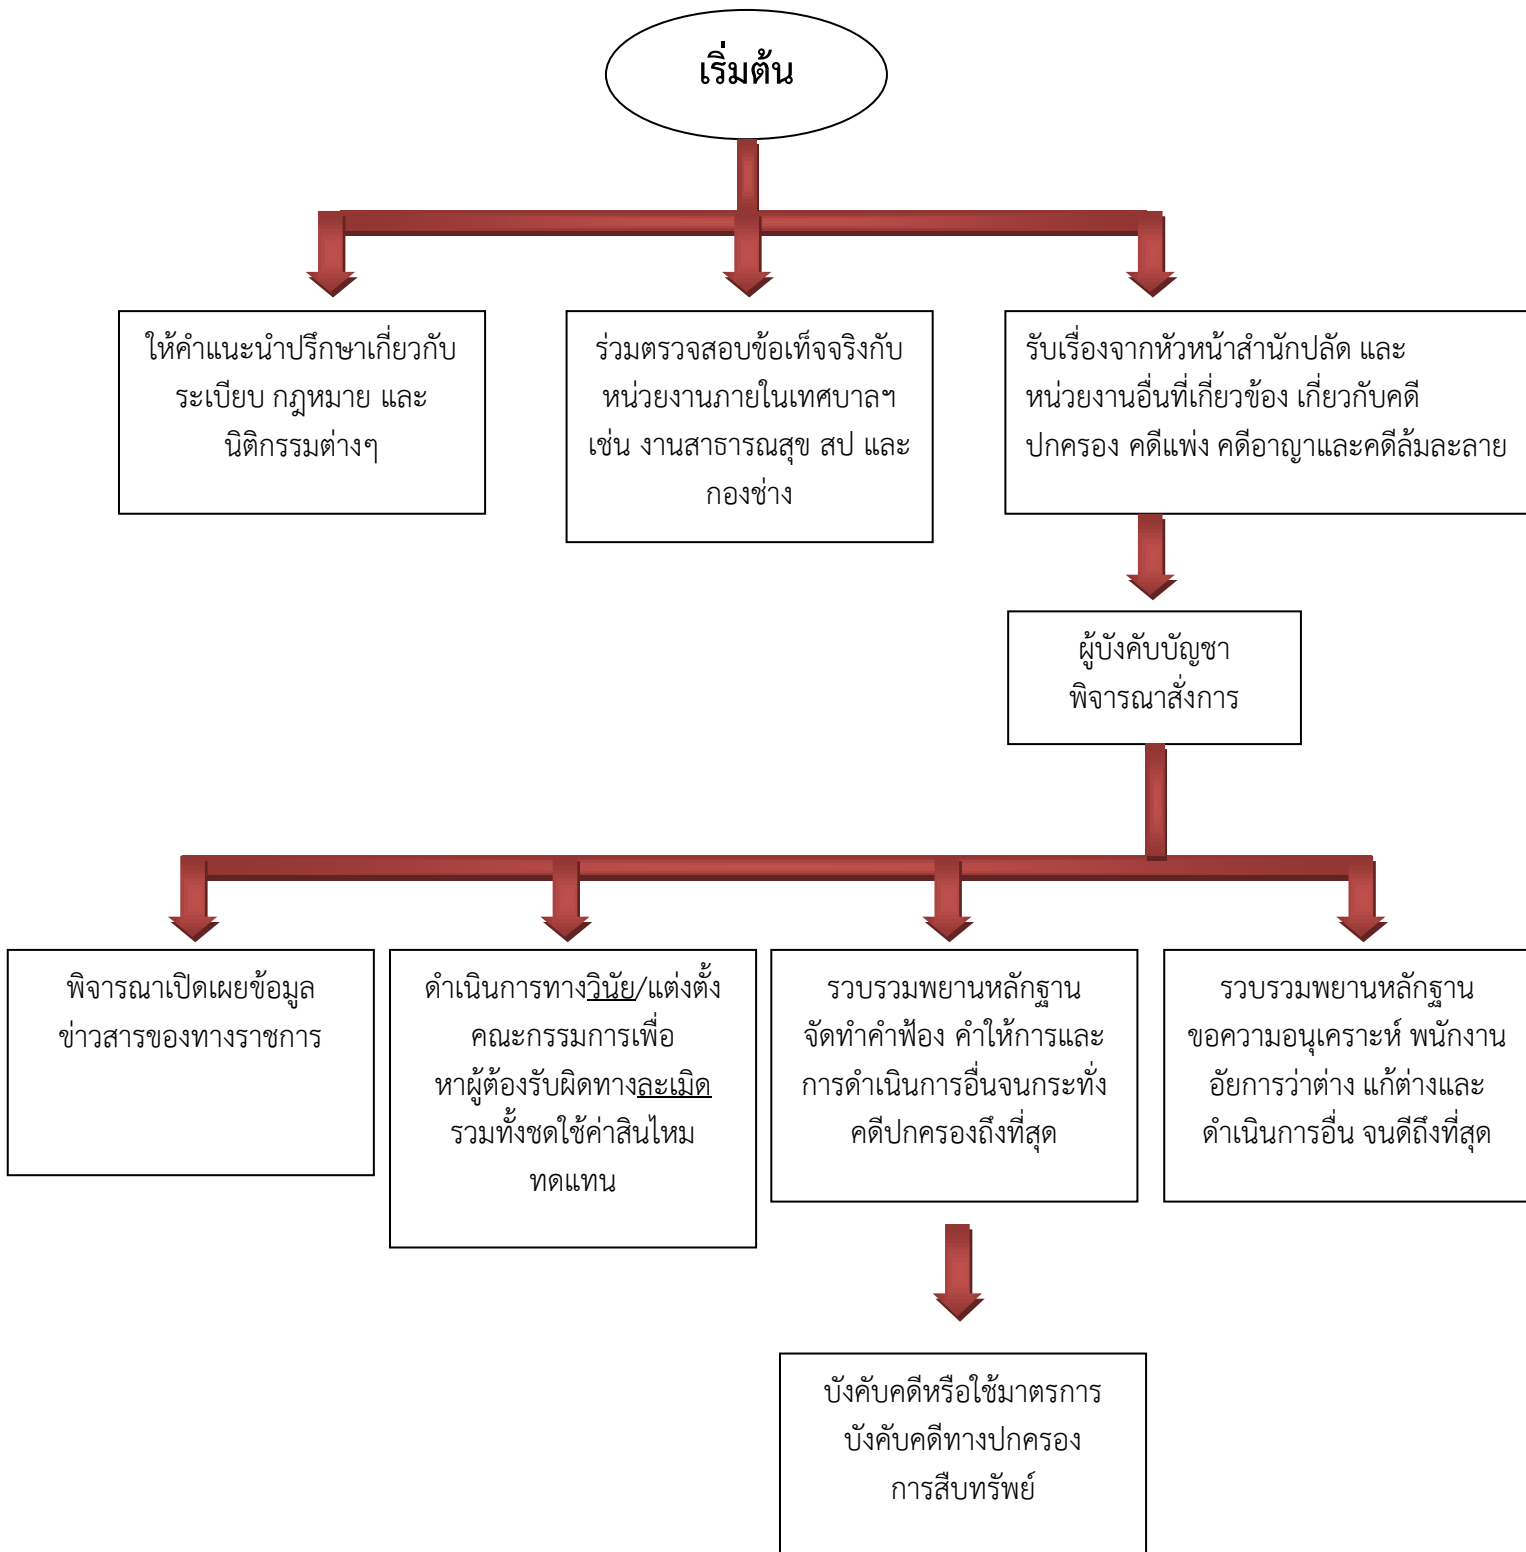 เริ่มต้น
ให้คำแนะนำปรึกษาเกี่ยวกับ
ระเบียบ กฎหมาย และ
นิติกรรมต่างๆ
ร่วมตรวจสอบข้อเท็จจริงกับ
หน่วยงานภายในเทศบาลฯ
เช่น งานสาธารณสุข สป และ
กองช่าง
รับเรื่องจากหัวหน้าสำนักปลัด และ
หน่วยงานอื่นที่เกี่ยวข้อง เกี่ยวกับคดี
ปกครอง คดีแพ่ง คดีอาญาและคดีล้มละลาย
ผู้บังคับบัญชา
พิจารณาสั่งการ
พิจารณาเปิดเผยข้อมูล
ข่าวสารของทางราชการ
ดำเนินการทางวินัย/แต่งตั้ง
คณะกรรมการเพื่อ
หาผู้ต้องรับผิดทางละเมิด
รวมทั้งชดใช้ค่าสินไหม
ทดแทน
รวบรวมพยานหลักฐาน
จัดทำคำฟ้อง คำให้การและ
การดำเนินการอื่นจนกระทั่ง
คดีปกครองถึงที่สุด
รวบรวมพยานหลักฐาน
ขอความอนุเคราะห์ พนักงาน
อัยการว่าต่าง แก้ต่างและ
ดำเนินการอื่น จนดีถึงที่สุด
บังคับคดีหรือใช้มาตรการ
บังคับคดีทางปกครอง
การสืบทรัพย์